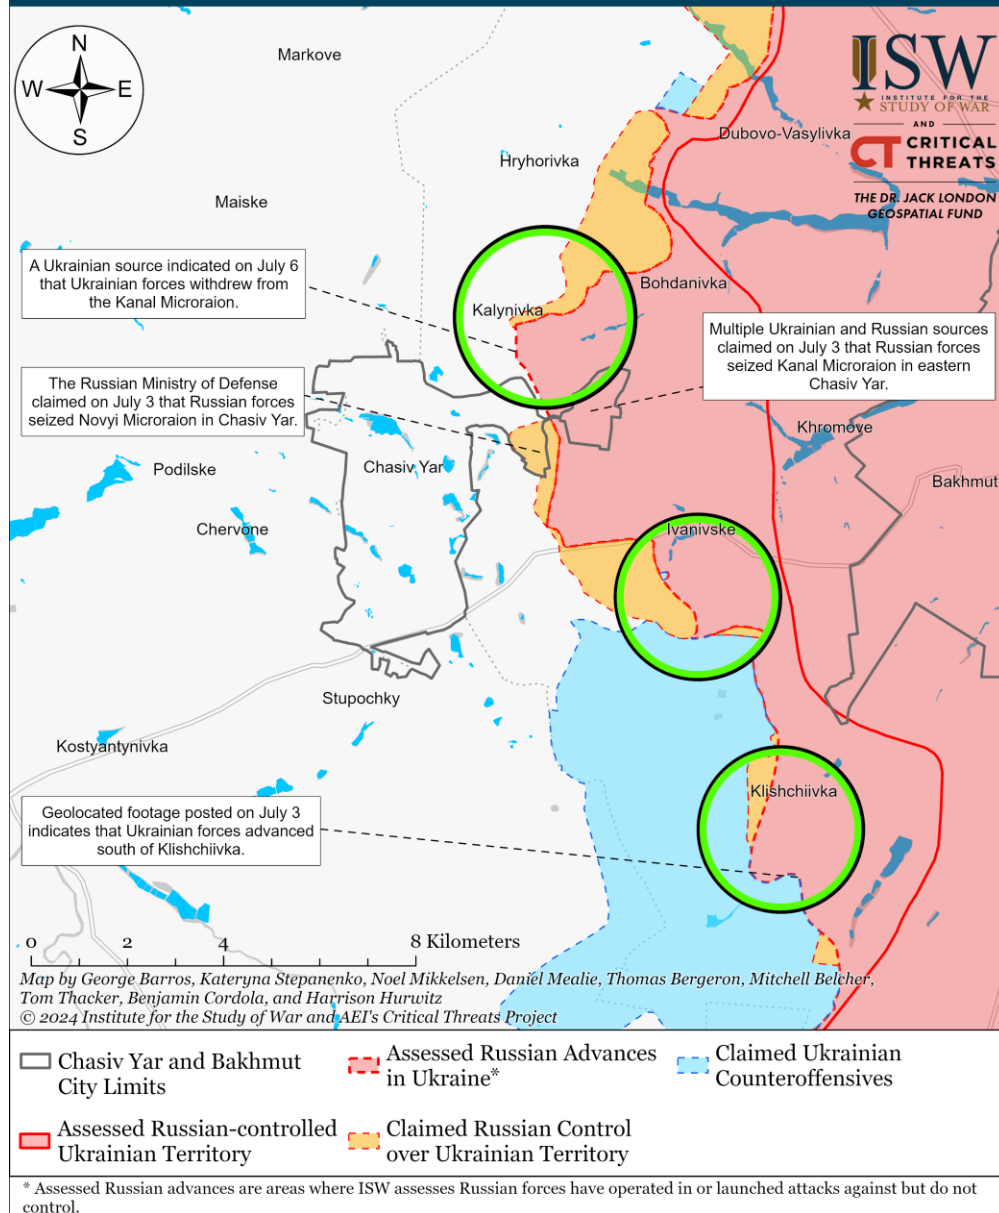 N
W
E
S
Markove
ISW
INSTITUTE FOR THE
STUDY OF WAR
AND
CT CRITICAL
THREATS
THE DR. JACK LONDON
GEOSPATIAL FUND
Dubovo-Vasylivka
Hryhorivka
Maiske
A Ukrainian source indicated on July 6
that Ukrainian forces withdrew from
the Kanal Microraion.
Kalynivka
Bohdanivka
Multiple Ukrainian and Russian sources
claimed on July 3 that Russian forces
seized Kanal Microraion in eastern
Chasiv Yar.
The Russian Ministry of Defense
claimed on July 3 that Russian forces
seized Novyi Microraion in Chasiv Yar.
Khromove
Podilske
Chasiv Yar
Bakhmut
Chervone
Ivanivske
Stupochky
Kostyantynivka
Klishchiivka
Geolocated footage posted on July 3
indicates that Ukrainian forces advanced
south of Klishchiivka.
0 2 4 8 Kilometers
Map by George Barros, Kateryna Stepanenko, Noel Mikkelsen, Daniel Mealie, Thomas Bergeron, Mitchell Belcher,
Tom Thacker, Benjamin Cordola, and Harrison Hurwitz
© 2024 Institute for the Study of War and AEI's Critical Threats Project
Chasiv Yar and Bakhmut
City Limits
Assessed Russian Advances
in Ukraine*
Claimed Ukrainian
Counteroffensives
Assessed Russian-controlled
Ukrainian Territory
Claimed Russian Control
over Ukrainian Territory
* Assessed Russian advances are areas where ISW assesses Russian forces have operated in or launched attacks against but do not
control.